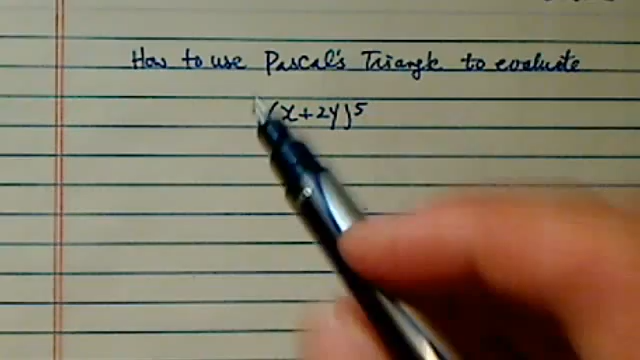 How to use Pascal's Triangle to evaluate
(x+2y)⁵